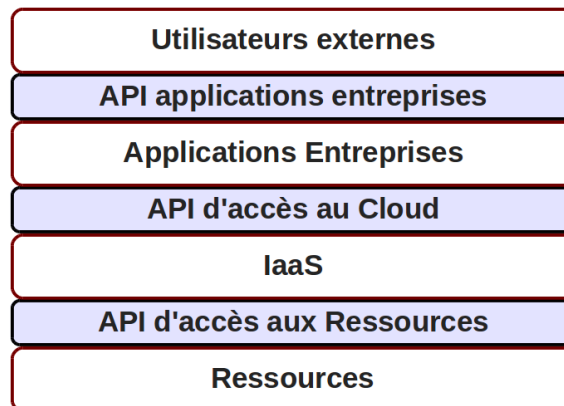 Utilisateurs externes
API applications entreprises
Applications Entreprises
API d'accès au Cloud
IaaS
API d'accès aux Ressources
Ressources